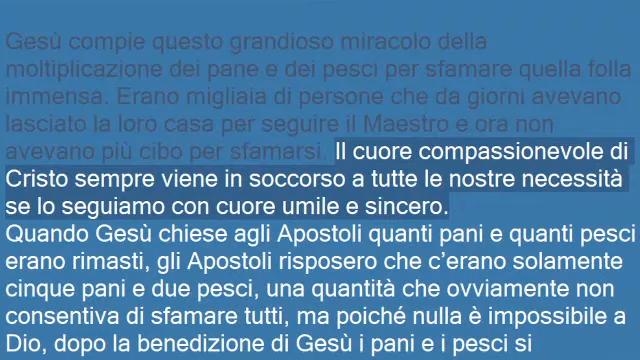 Gesù compie questo grandioso miracolo della
moltiplicazione dei pane e dei pesci per sfamare quella folla
immensa. Erano migliaia di persone che da giorni avevano
lasciato la loro casa per seguire il Maestro e ora non
avevano più cibo per sfamarsi. Il cuore compassionevole di
Cristo sempre viene in soccorso a tutte le nostre necessità
se lo seguiamo con cuore umile e sincero.
Quando Gesù chiese agli Apostoli quanti pani e quanti pesci
erano rimasti, gli Apostoli risposero che c’erano solamente
cinque pani e due pesci, una quantità che ovviamente non
consentiva di sfamare tutti, ma poiché nulla è impossibile a
Dio, dopo la benedizione di Gesù i pani e i pesci si